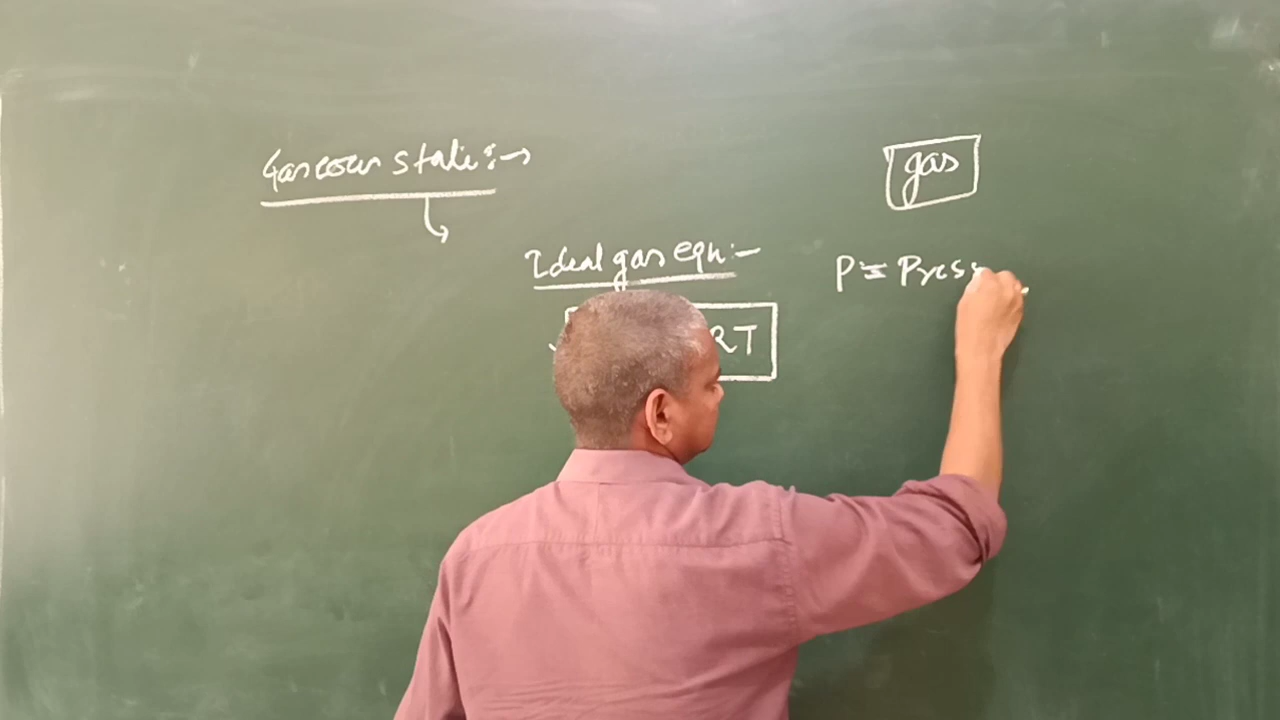 Gaseous state :→
gas
Ideal gas eqn :-
RT
P = Press